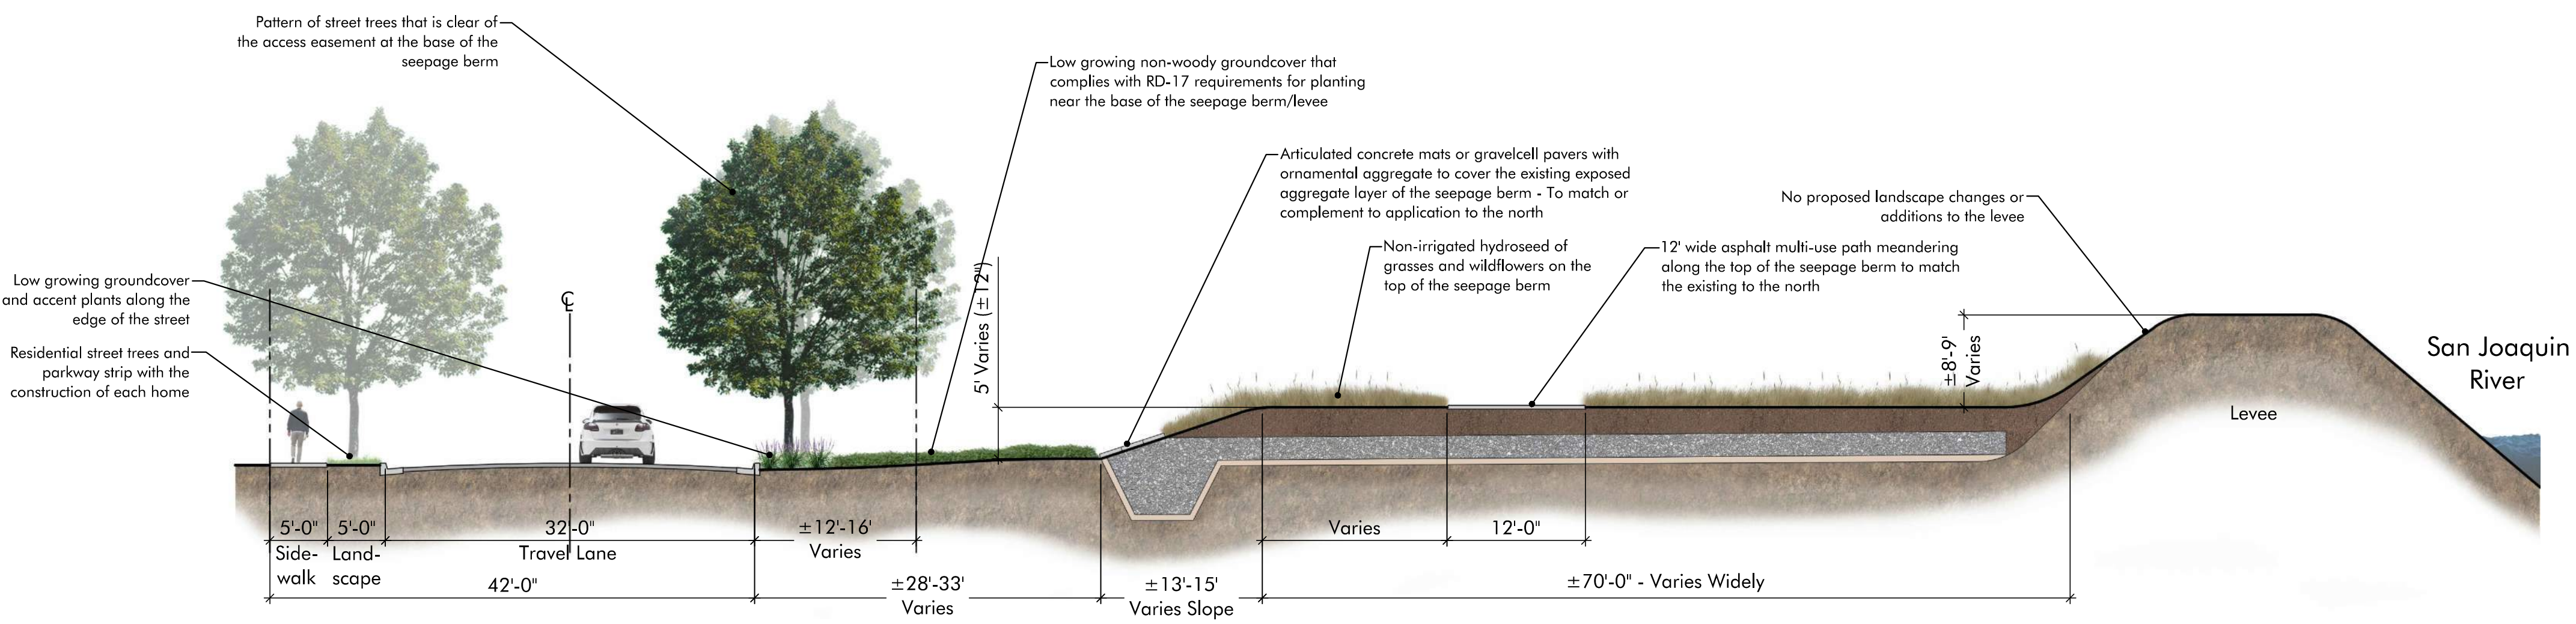 Pattern of street trees that is clear of
the access easement at the base of the
seepage berm
Low growing non-woody groundcover that
complies with RD-17 requirements for planting
near the base of the seepage berm/levee
Articulated concrete mats or gravelcell pavers with
ornamental aggregate to cover the existing exposed
aggregate layer of the seepage berm - To match or
complement to application to the north
No proposed landscape changes or
additions to the levee
Non-irrigated hydroseed of
grasses and wildflowers on the
top of the seepage berm
12' wide asphalt multi-use path meandering
along the top of the seepage berm to match
the existing to the north
Low growing groundcover
and accent plants along the
edge of the street
Residential street trees and
parkway strip with the
construction of each home
CL
5' Varies (±12")
±8'-9'
Varies
San Joaquin
River
Levee
5'-0"
Side-
walk
5'-0"
Land-
scape
32'-0"
Travel Lane
±12'-16'
Varies
Varies
12'-0"
42'-0"
±28'-33'
Varies
±13'-15'
Varies Slope
±70'-0" - Varies Widely